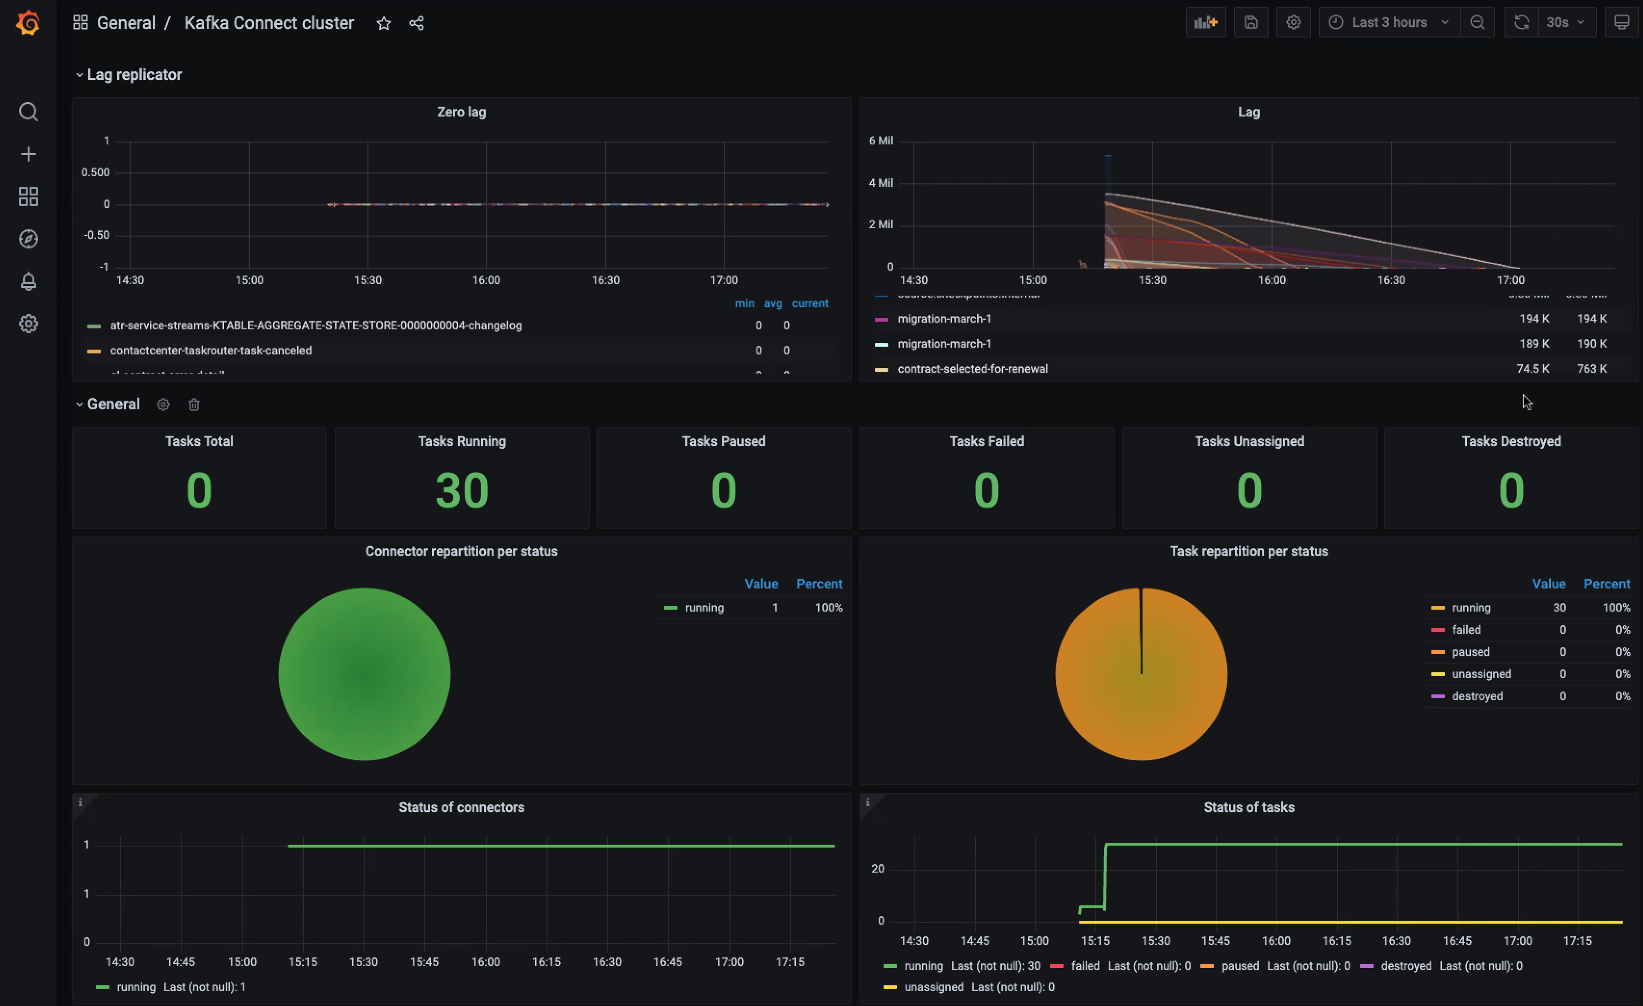 General / Kafka Connect cluster
Last 3 hours
30s
Lag replicator
Zero lag
1
0.500
0
-0.50
-1
14:30 15:00 15:30 16:00 16:30 17:00
min avg current
atr-service-streams-KTABLE-AGGREGATE-STATE-STORE-0000000004-changelog 0 0
contactcenter-taskrouter-task-canceled 0 0
Lag
6 Mil
4 Mil
2 Mil
0
14:30 15:00 15:30 16:00 16:30 17:00
migration-march-1 194 K 194 K
migration-march-1 189 K 190 K
contract-selected-for-renewal 74.5 K 763 K
General
Tasks Total
0
Tasks Running
30
Tasks Paused
0
Tasks Failed
0
Tasks Unassigned
0
Tasks Destroyed
0
Connector repartition per status
Value Percent
running 1 100%
Task repartition per status
Value Percent
running 30 100%
failed 0 0%
paused 0 0%
unassigned 0 0%
destroyed 0 0%
i
Status of connectors
1
1
0
14:30 14:45 15:00 15:15 15:30 15:45 16:00 16:15 16:30 16:45 17:00 17:15
running Last (not null): 1
i
Status of tasks
20
0
14:30 14:45 15:00 15:15 15:30 15:45 16:00 16:15 16:30 16:45 17:00 17:15
running Last (not null): 30 failed Last (not null): 0 paused Last (not null): 0 destroyed Last (not null): 0
unassigned Last (not null): 0